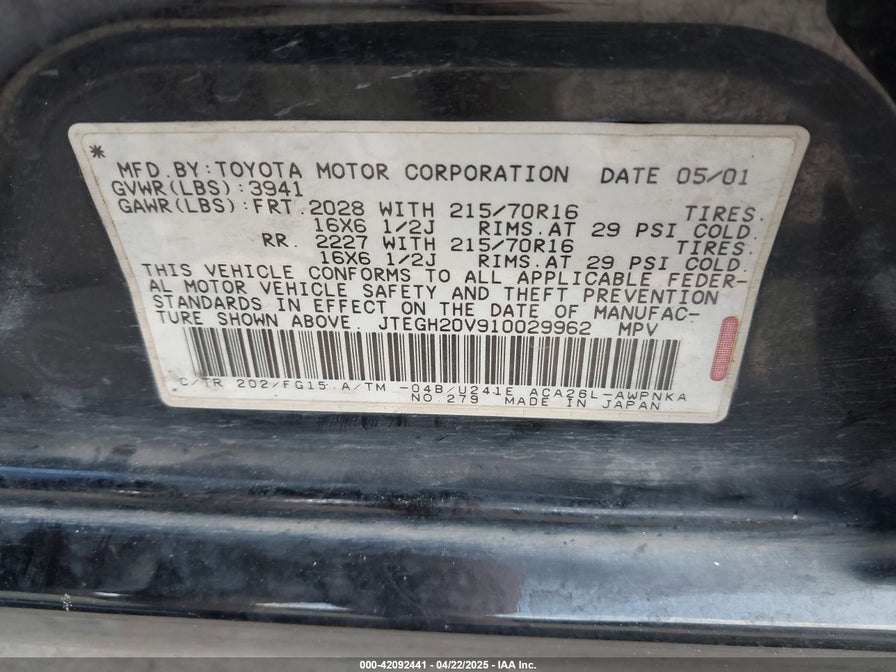 * MFD.BY:TOYOTA MOTOR CORPORATION DATE 05/01
GVWR(LBS):3941
GAWR(LBS):FRT.2028 WITH 215/70R16 TIRES.
16X6 1/2J RIMS.AT 29 PSI COLD.
RR. 2227 WITH 215/70R16 TIRES.
16X6 1/2J RIMS.AT 29 PSI COLD.
THIS VEHICLE CONFORMS TO ALL APPLICABLE FEDER-
AL MOTOR VEHICLE SAFETY AND THEFT PREVENTION
STANDARDS IN EFFECT ON THE DATE OF MANUFAC-
TURE SHOWN ABOVE. JTEGH20V910029962 MPV
C/TR 202/FG15 A/TM -04B/U241E ACA26L-AWPNKA
NO.279 MADE IN JAPAN
000-42092441 - 04/22/2025 - IAA Inc.